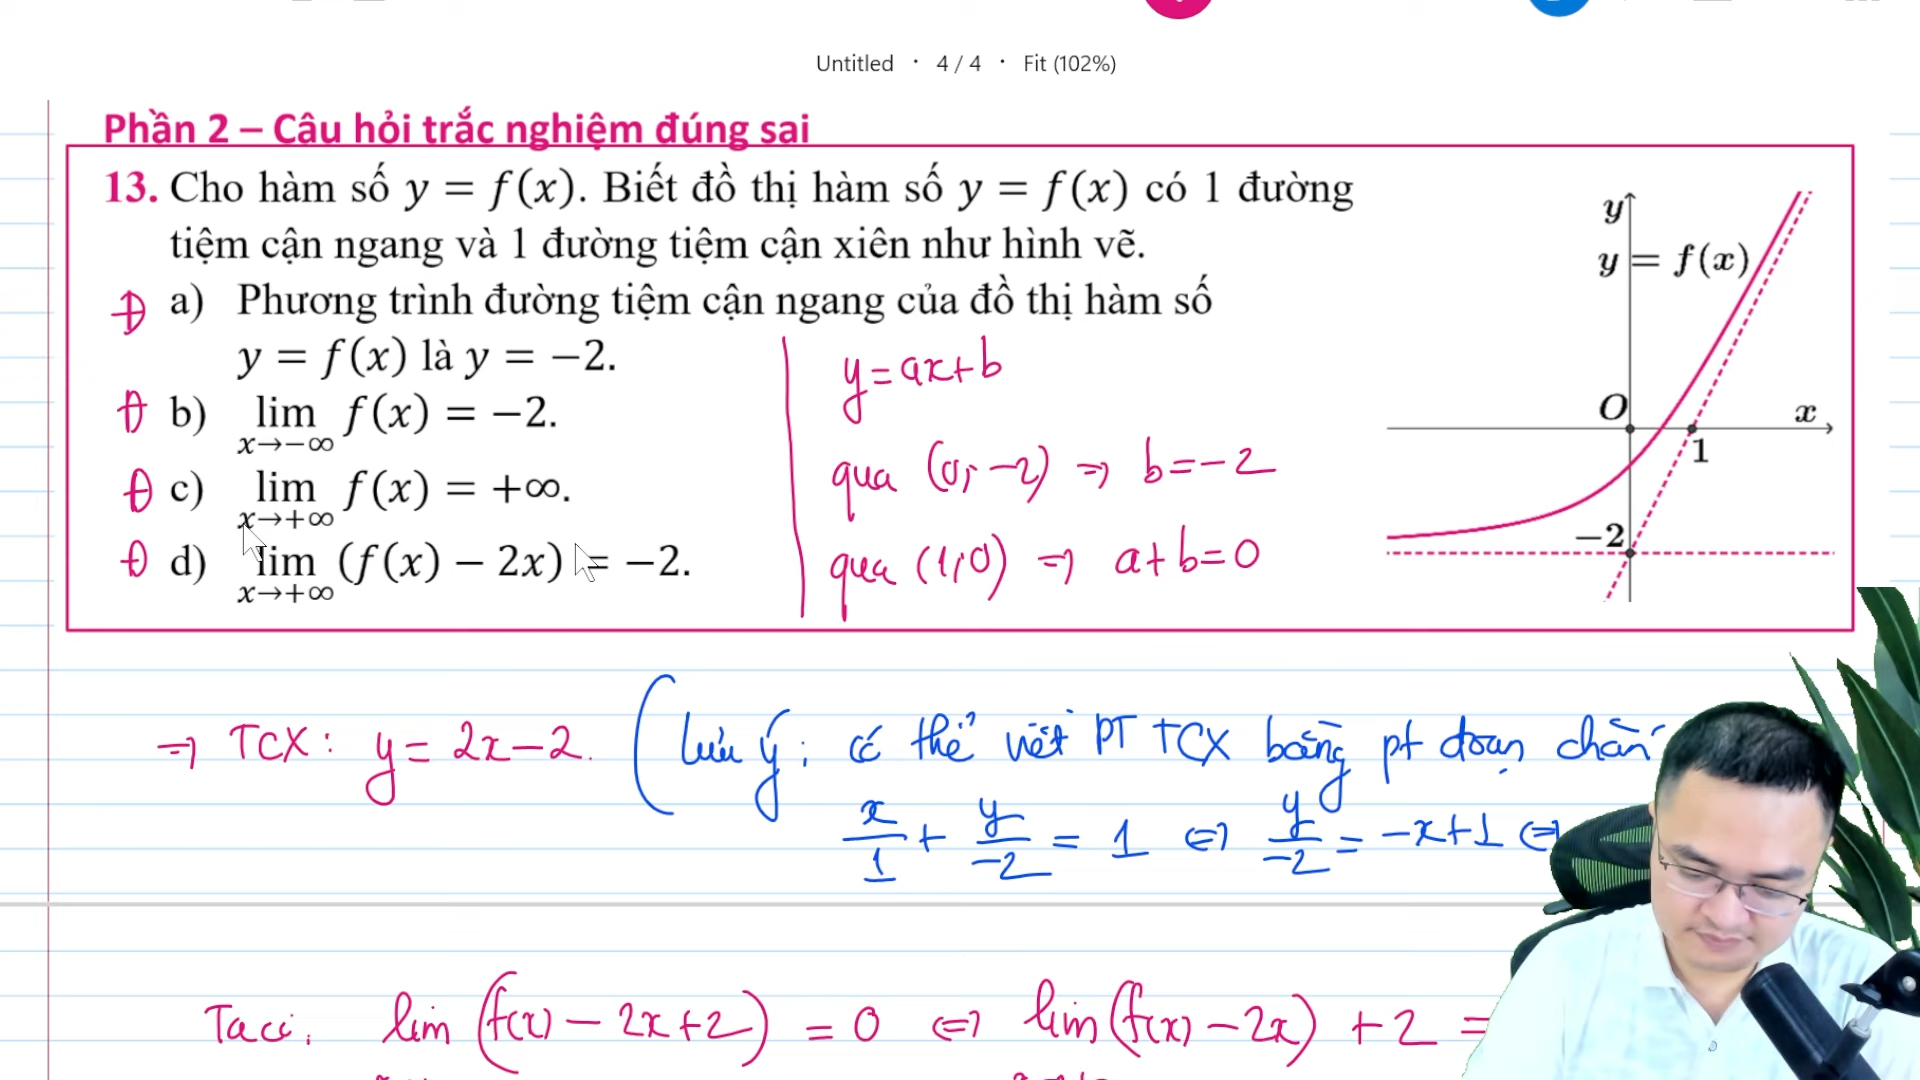 Untitled · 4 / 4 · Fit (102%)
Phần 2 – Câu hỏi trắc nghiệm đúng sai
13. Cho hàm số y = f(x). Biết đồ thị hàm số y = f(x) có 1 đường
tiệm cận ngang và 1 đường tiệm cận xiên như hình vẽ.
Đ a) Phương trình đường tiệm cận ngang của đồ thị hàm số
y = f(x) là y = −2.
Đ b) lim f(x) = −2.
x→−∞
Đ c) lim f(x) = +∞.
x→+∞
Đ d) lim (f(x) − 2x) = −2.
x→+∞
y = ax + b
qua (0; −2) ⇒ b = −2
qua (1; 0) ⇒ a + b = 0
y
y = f(x)
O
x
1
−2
⇒ TCX: y = 2x − 2. (lưu ý: có thể viết PT TCX bằng pt đoạn chắn
x/1 + y/−2 = 1 ⇔ y/−2 = −x + 1 ⇔
Ta có: lim (f(x) − 2x + 2) = 0 ⇔ lim (f(x) − 2x) + 2 =